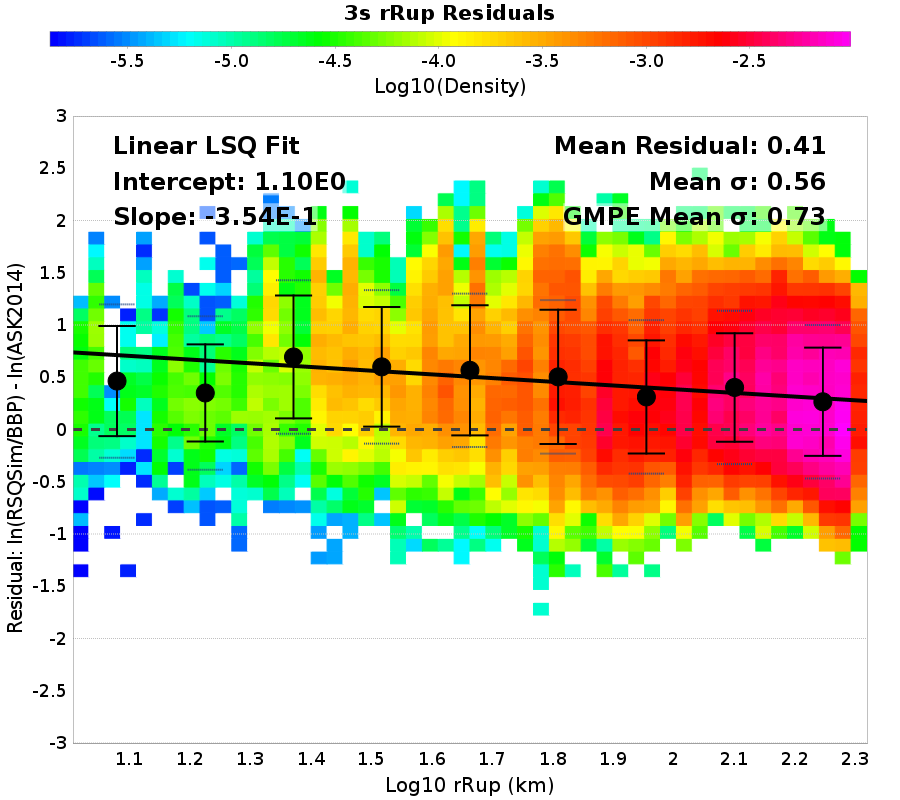 3s rRup Residuals
-5.5 -5.0 -4.5 -4.0 -3.5 -3.0 -2.5
Log10(Density)
Linear LSQ Fit
Intercept: 1.10E0
Slope: -3.54E-1
Mean Residual: 0.41
Mean σ: 0.56
GMPE Mean σ: 0.73
Residual: ln(RSQSim/BBP) - ln(ASK2014)
3
2.5
2
1.5
1
0.5
0
-0.5
-1
-1.5
-2
-2.5
-3
1.1 1.2 1.3 1.4 1.5 1.6 1.7 1.8 1.9 2 2.1 2.2 2.3
Log10 rRup (km)